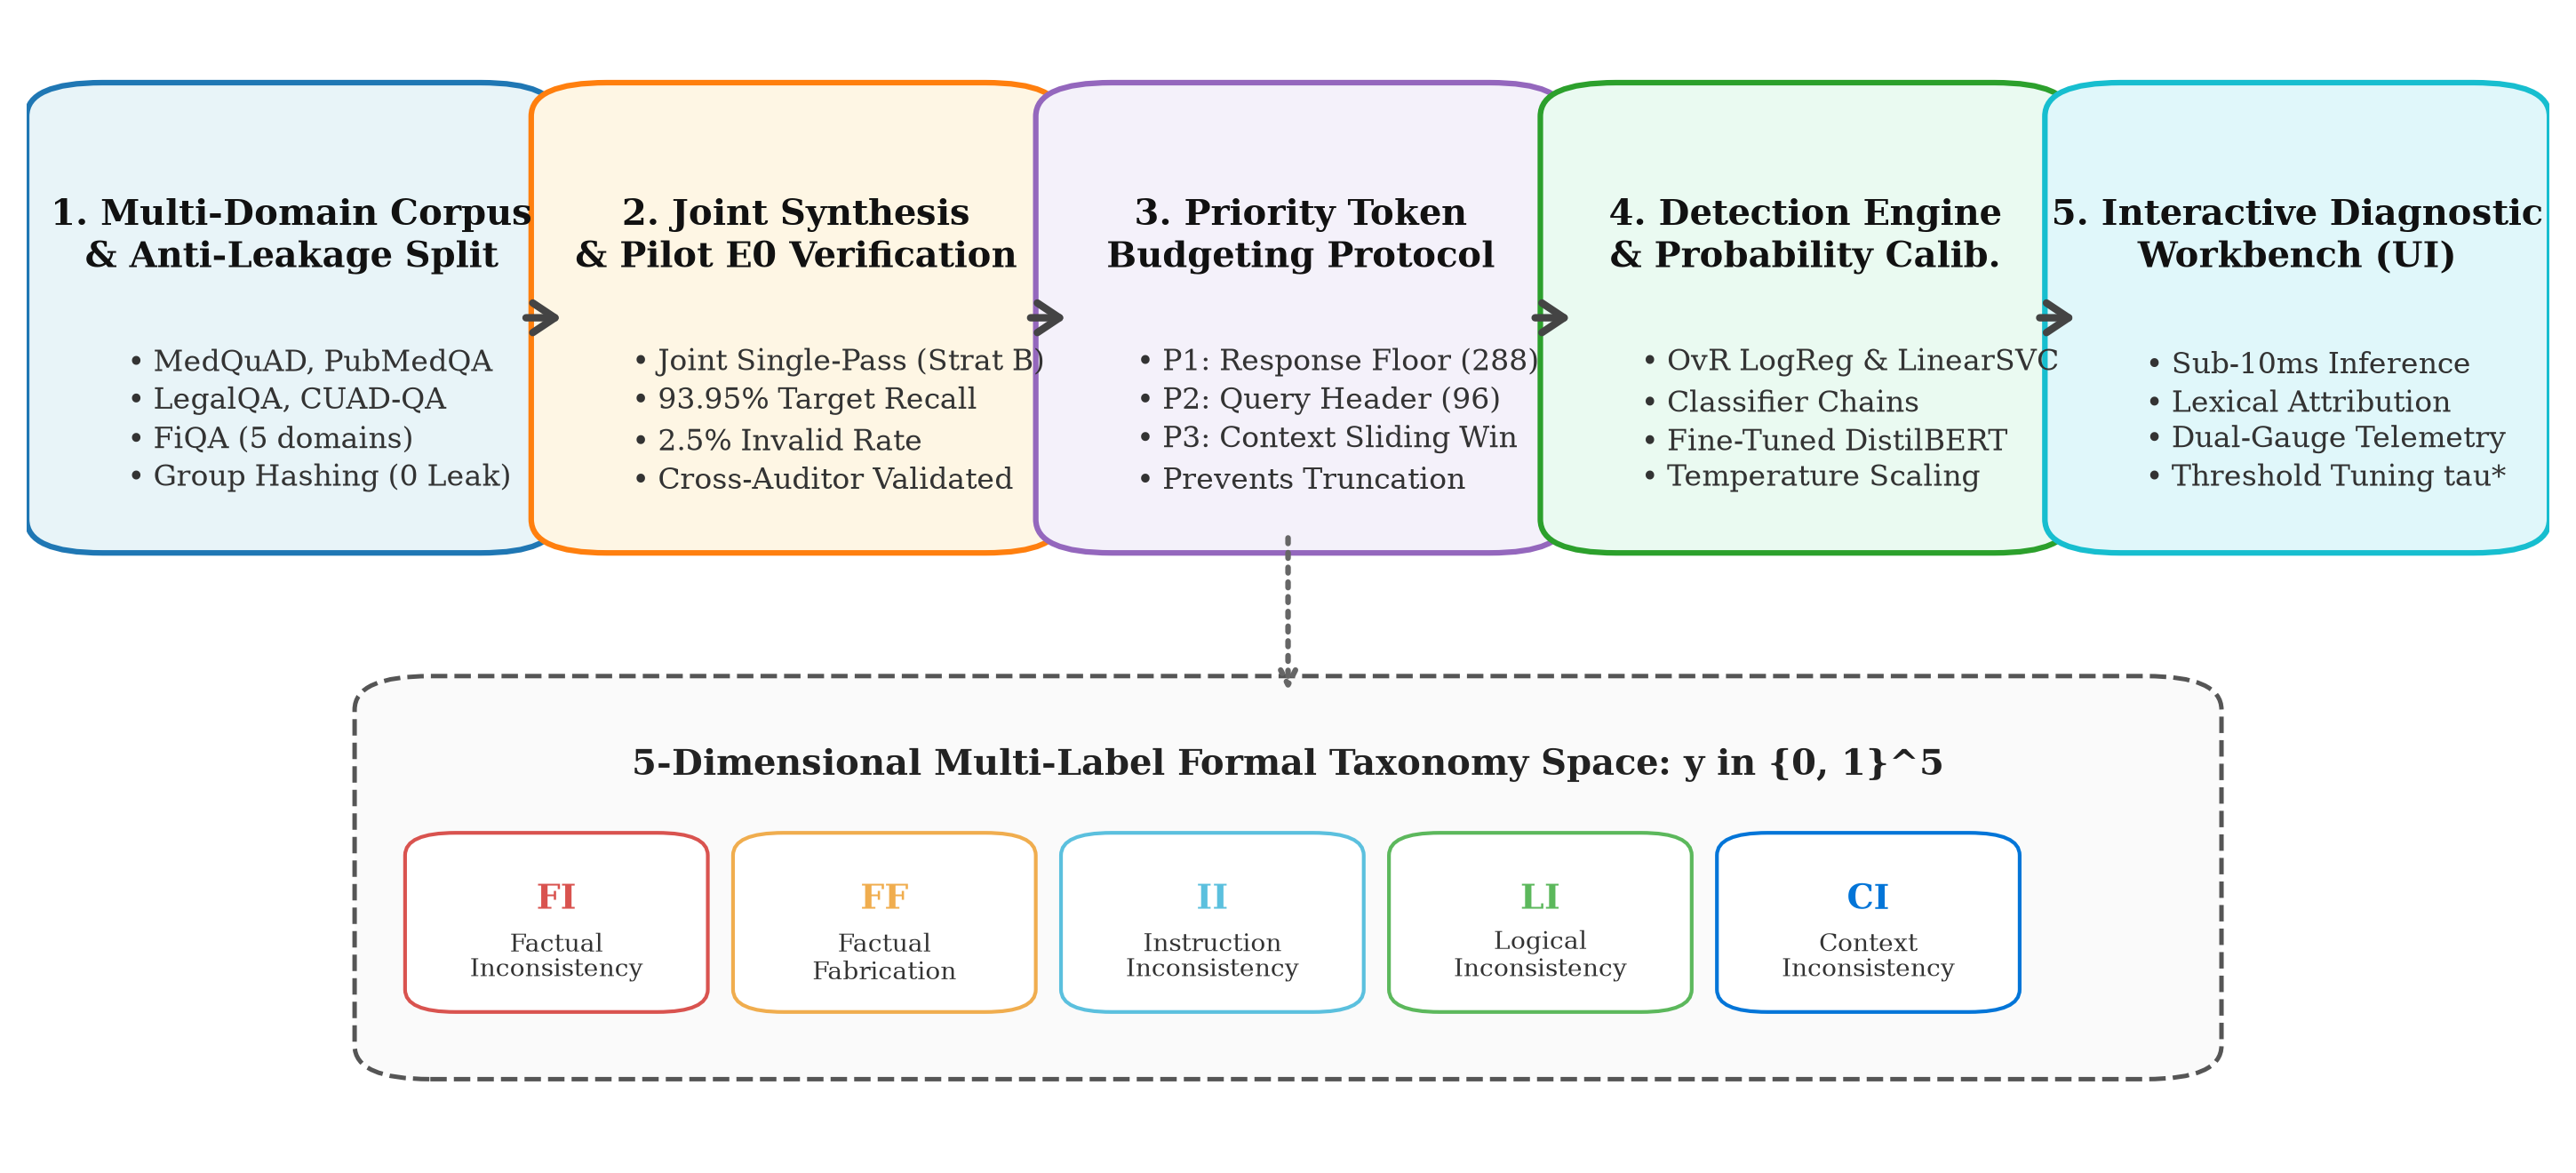 1. Multi-Domain Corpus
& Anti-Leakage Split
• MedQuAD, PubMedQA
• LegalQA, CUAD-QA
• FiQA (5 domains)
• Group Hashing (0 Leak)
2. Joint Synthesis
& Pilot E0 Verification
• Joint Single-Pass (Strat B)
• 93.95% Target Recall
• 2.5% Invalid Rate
• Cross-Auditor Validated
3. Priority Token
Budgeting Protocol
• P1: Response Floor (288)
• P2: Query Header (96)
• P3: Context Sliding Win
• Prevents Truncation
4. Detection Engine
& Probability Calib.
• OvR LogReg & LinearSVC
• Classifier Chains
• Fine-Tuned DistilBERT
• Temperature Scaling
5. Interactive Diagnostic
Workbench (UI)
• Sub-10ms Inference
• Lexical Attribution
• Dual-Gauge Telemetry
• Threshold Tuning tau*
5-Dimensional Multi-Label Formal Taxonomy Space: y in {0, 1}^5
FI
Factual
Inconsistency
FF
Factual
Fabrication
II
Instruction
Inconsistency
LI
Logical
Inconsistency
CI
Context
Inconsistency